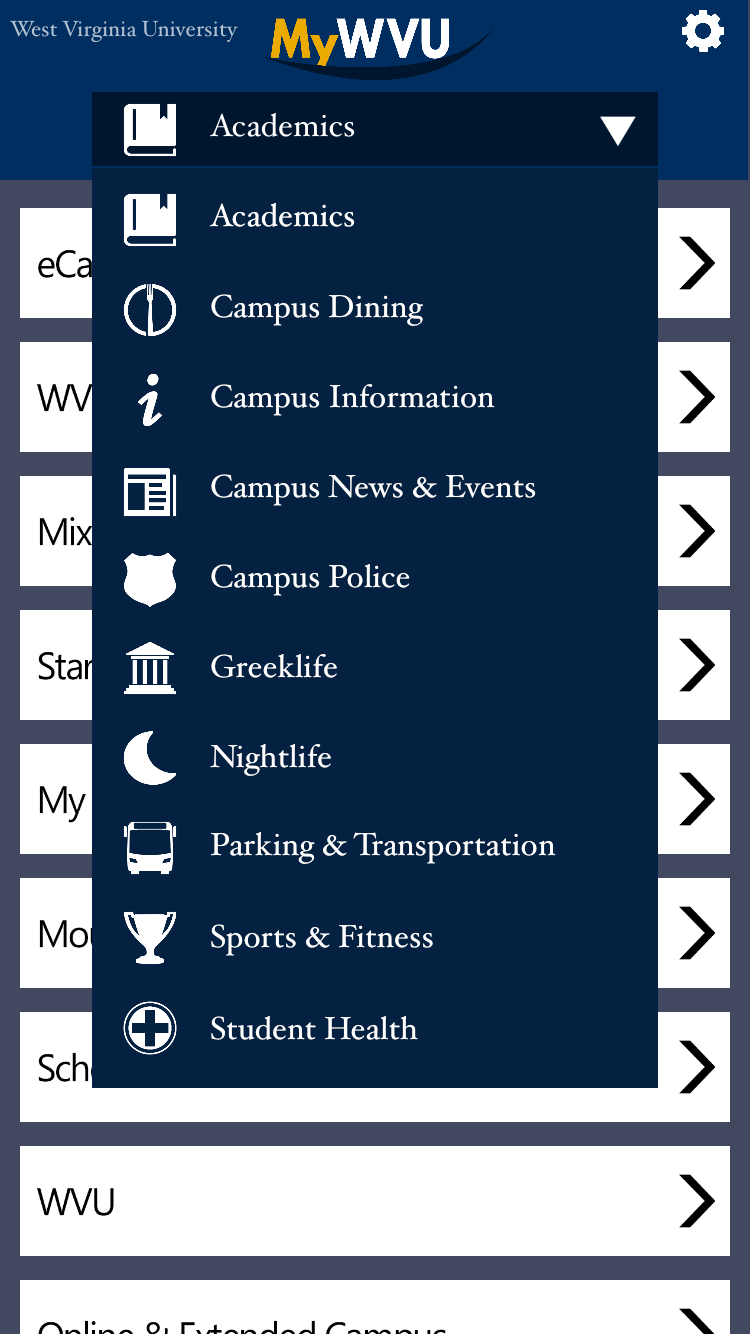 West Virginia University
MyWVU
Academics
Academics
Campus Dining
Campus Information
Campus News & Events
Campus Police
Greeklife
Nightlife
Parking & Transportation
Sports & Fitness
Student Health
eCa
WV
Mix
Star
My
Mou
Sch
WVU
Online & Extended Campus